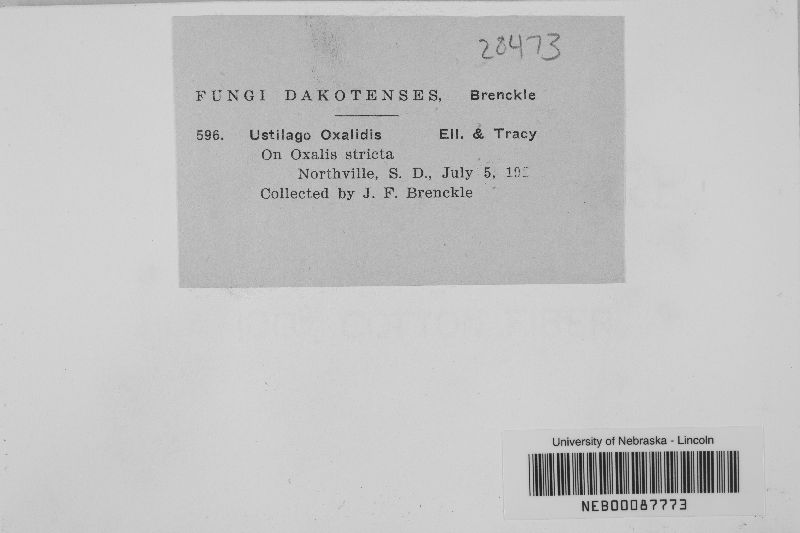 20473
FUNGI DAKOTENSES, Brenckle
596. Ustilago Oxalidis Ell. & Tracy
On Oxalis stricta
Northville, S. D., July 5,
Collected by J. F. Brenckle
University of Nebraska - Lincoln
NEB00087773